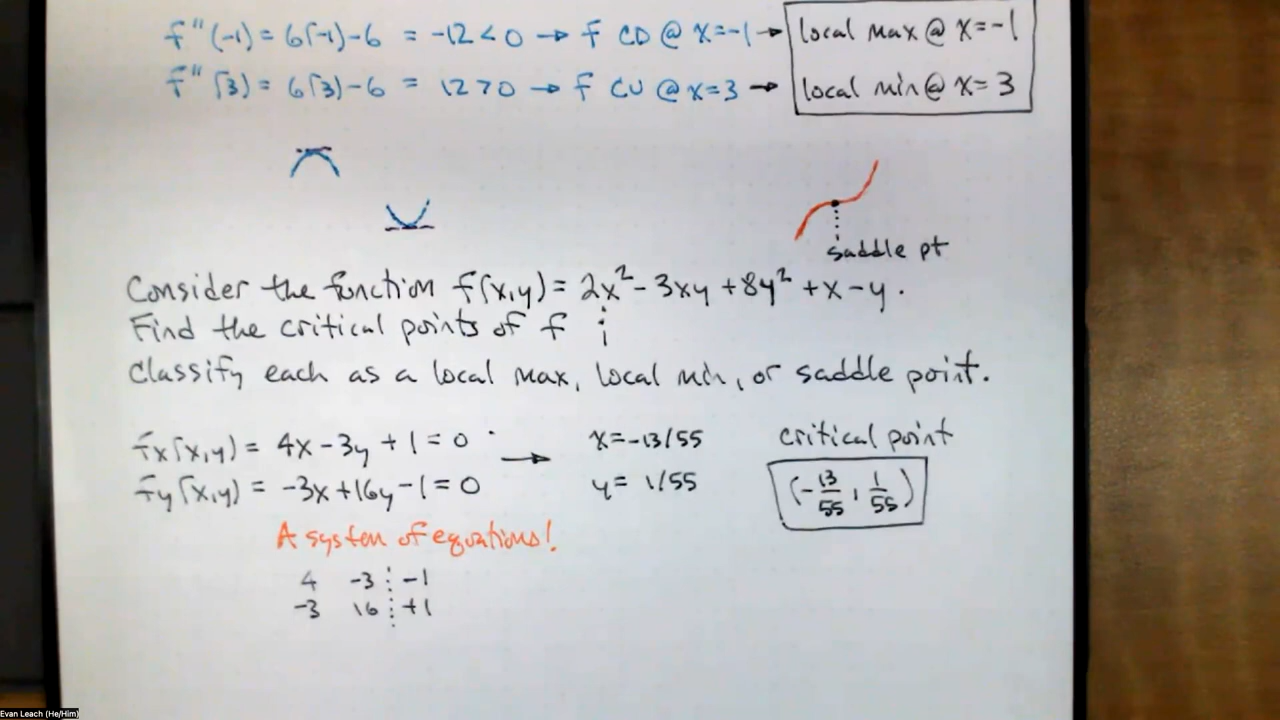 f"(-1) = 6(-1)-6 = -12 < 0 → f CD @ x=-1 → local max @ x=-1
f"(3) = 6(3)-6 = 12 > 0 → f CU @ x=3 → local min @ x=3
saddle pt
Consider the function f(x,y) = 2x²-3xy+8y²+x-y.
Find the critical points of f ;
Classify each as a local max, local min, or saddle point.
fx(x,y) = 4x-3y+1=0 → x=-13/55 critical point
fy(x,y) = -3x+16y-1=0 y= 1/55 (-13/55, 1/55)
A system of equations!
4 -3 ⋮ -1
-3 16 ⋮ +1
Evan Leach (He/Him)